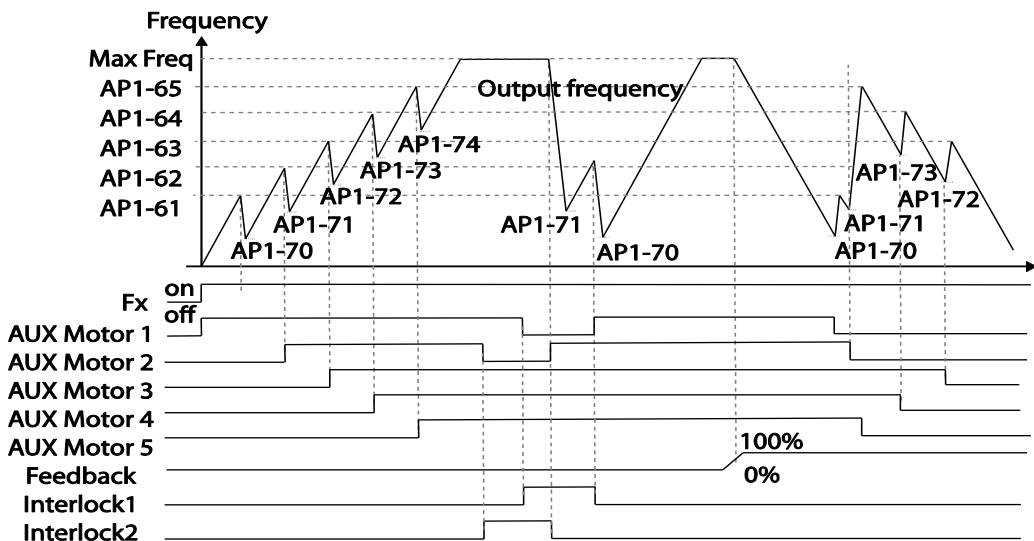 Frequency
Max Freq
AP1-65
Output frequency
AP1-64
AP1-63
AP1-74
AP1-73
AP1-73
AP1-62
AP1-72
AP1-72
AP1-61
AP1-71
AP1-71
AP1-71
AP1-70
AP1-70
AP1-70
on
Fx
off
AUX Motor 1
AUX Motor 2
AUX Motor 3
AUX Motor 4
AUX Motor 5
100%
Feedback
0%
Interlock1
Interlock2